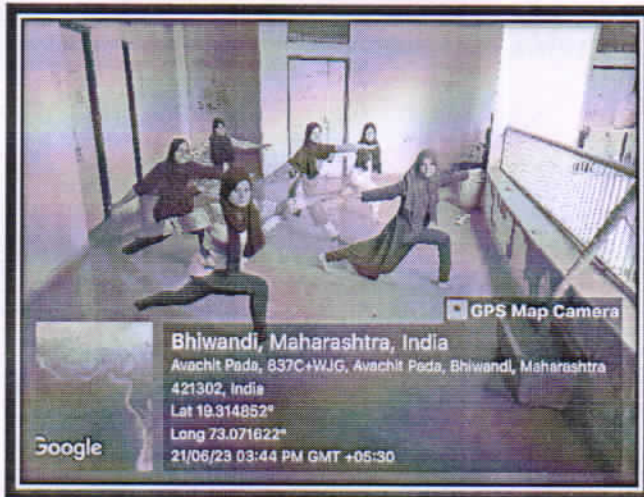 GPS Map Camera
Bhiwandi, Maharashtra, India
Avachit Pada, 837C+WJG, Avachit Pada, Bhiwandi, Maharashtra
421302, India
Lat 19.314852°
Long 73.071622°
21/06/23 03:44 PM GMT +05:30
Google